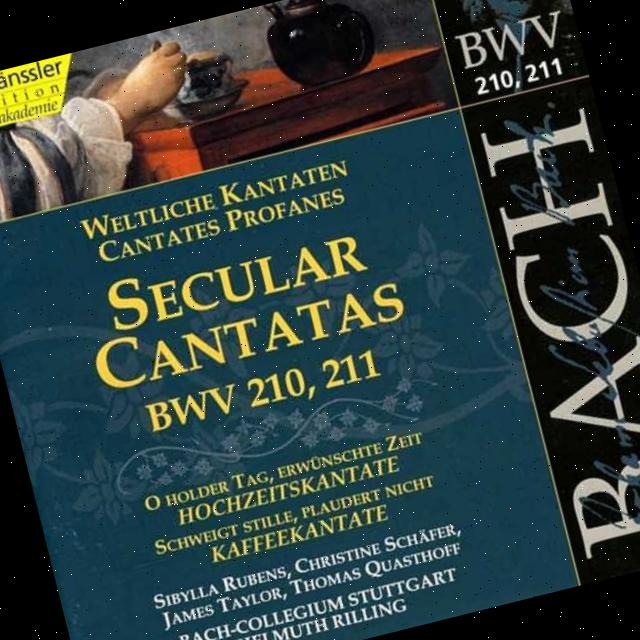 änssler
ition
akademie
BWV
210, 211
BACH
WELTLICHE KANTATEN
CANTATES PROFANES
SECULAR
CANTATAS
BWV 210, 211
O HOLDER TAG, ERWÜNSCHTE ZEIT
HOCHZEITSKANTATE
SCHWEIGT STILLE, PLAUDERT NICHT
KAFFEEKANTATE
SIBYLLA RUBENS, CHRISTINE SCHÄFER,
JAMES TAYLOR, THOMAS QUASTHOFF
BACH-COLLEGIUM STUTTGART
HELMUTH RILLING